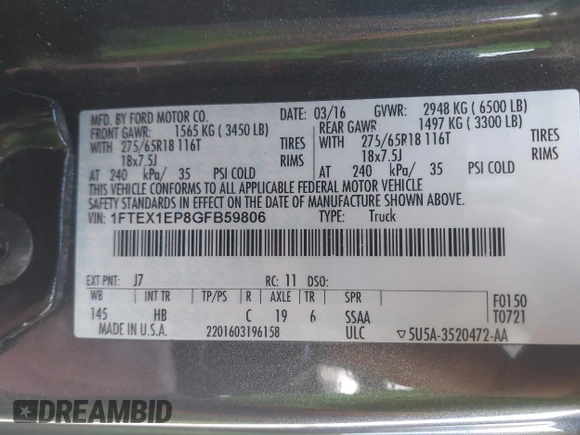 MFD. BY FORD MOTOR CO. DATE: 03/16 GVWR: 2948 KG ( 6500 LB)
FRONT GAWR: 1565 KG ( 3450 LB) REAR GAWR: 1497 KG ( 3300 LB)
WITH 275/65R18 116T TIRES WITH 275/65R18 116T TIRES
18x7.5J RIMS 18x7.5J RIMS
AT 240 kPa/ 35 PSI COLD AT 240 kPa/ 35 PSI COLD
THIS VEHICLE CONFORMS TO ALL APPLICABLE FEDERAL MOTOR VEHICLE
SAFETY STANDARDS IN EFFECT ON THE DATE OF MANUFACTURE SHOWN ABOVE.
VIN: 1FTEX1EP8GFB59806 TYPE: Truck
EXT PNT: J7 RC: 11 DSO:
WB INT TR TP/PS R AXLE TR SPR F0150
145 HB C 19 6 SSAA T0721
MADE IN U.S.A. 2201603196158 ULC ▽5U5A-3520472-AA
DREAMBID